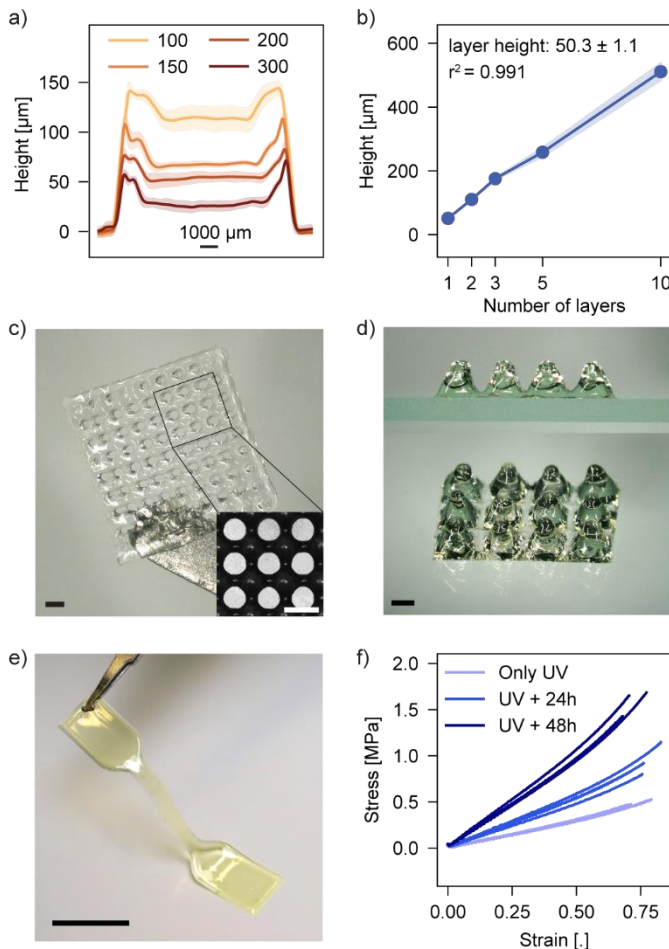 a)
100
200
150
300
Height [µm]
150
100
50
0
1000 µm
b)
layer height: 50.3 ± 1.1
r² = 0.991
Height [µm]
600
400
200
0
1
2
3
5
10
Number of layers
c)
d)
e)
f)
Only UV
UV + 24h
UV + 48h
Stress [MPa]
2.0
1.5
1.0
0.5
0.0
0.00
0.25
0.50
0.75
Strain [.]